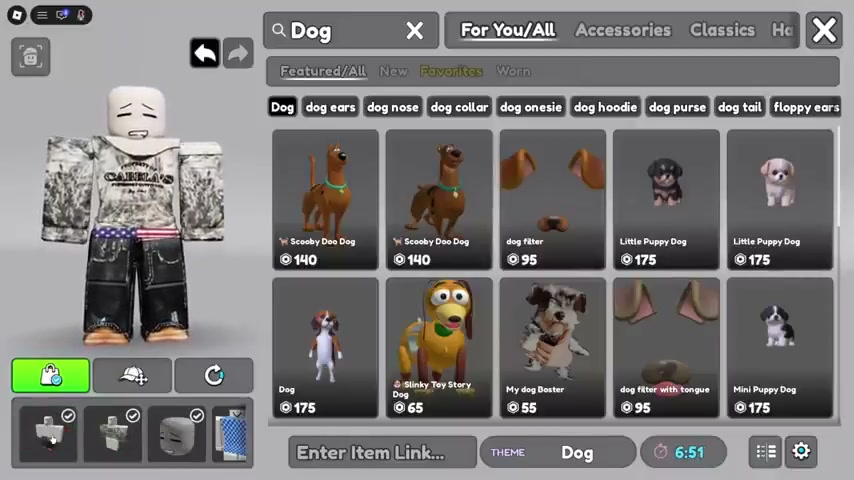 Dog
For You/All
Accessories
Classics
Ha
Featured/All
New
Favorites
Worn
Dog
dog ears
dog nose
dog collar
dog onesie
dog hoodie
dog purse
dog tail
floppy ears
CABELA'S
Scooby Doo Dog
140
Scooby Doo Dog
140
dog filter
95
Little Puppy Dog
175
Little Puppy Dog
175
Dog
175
Slinky Toy Story
Dog
65
My dog Boster
55
dog filter with tongue
95
Mini Puppy Dog
175
Enter Item Link...
THEME
Dog
6:51